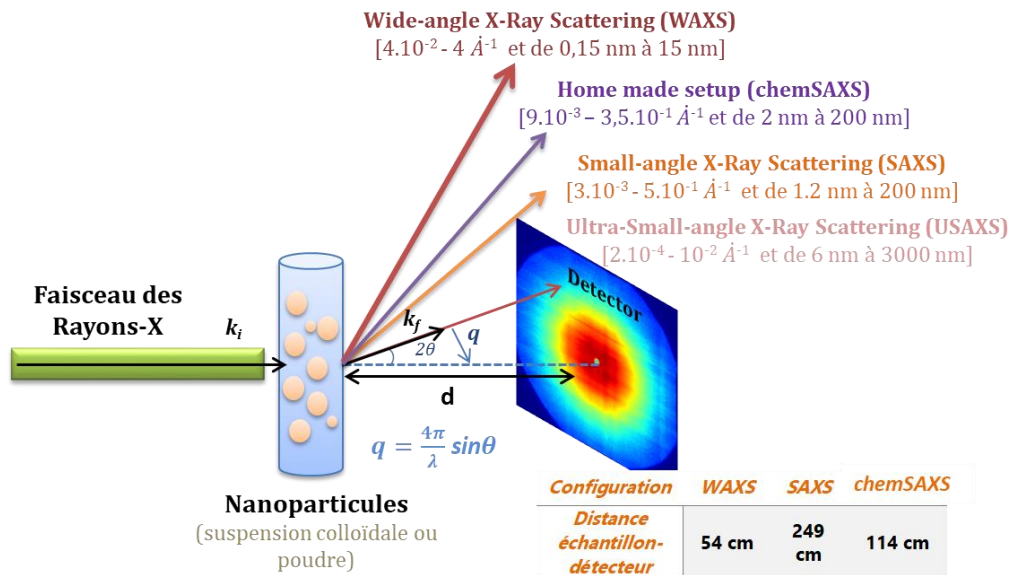 Wide-angle X-Ray Scattering (WAXS)
[4.10⁻² - 4 Å⁻¹ et de 0,15 nm à 15 nm]
Home made setup (chemSAXS)
[9.10⁻³ – 3,5.10⁻¹ Å⁻¹ et de 2 nm à 200 nm]
Small-angle X-Ray Scattering (SAXS)
[3.10⁻³ - 5.10⁻¹ Å⁻¹ et de 1.2 nm à 200 nm]
Ultra-Small-angle X-Ray Scattering (USAXS)
[2.10⁻⁴ - 10⁻² Å⁻¹ et de 6 nm à 3000 nm]
Faisceau des
Rayons-X
k_i
Detector
k_f
q
2θ
d
q = 4π/λ sinθ
Nanoparticules
(suspension colloïdale ou
poudre)
Configuration WAXS SAXS chemSAXS
Distance
échantillon-
détecteur
54 cm
249
cm
114 cm